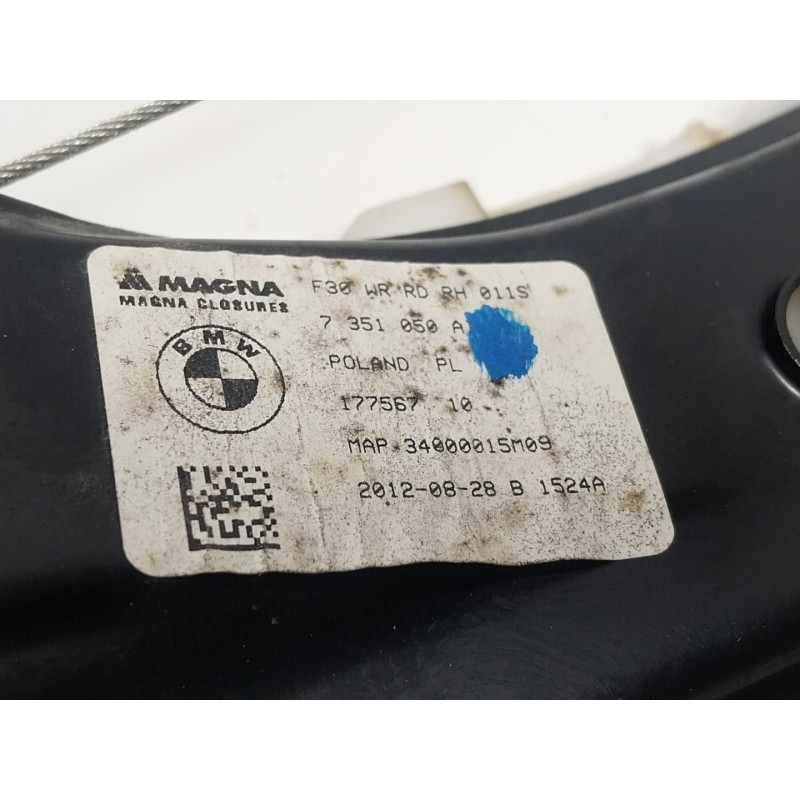 MAGNA
MAGNA CLOSURES
BMW
F30 WR RD RH 011S
7 351 050 A
POLAND PL
177567 10
MAP 34000015M09
2012-08-28 B 1524A